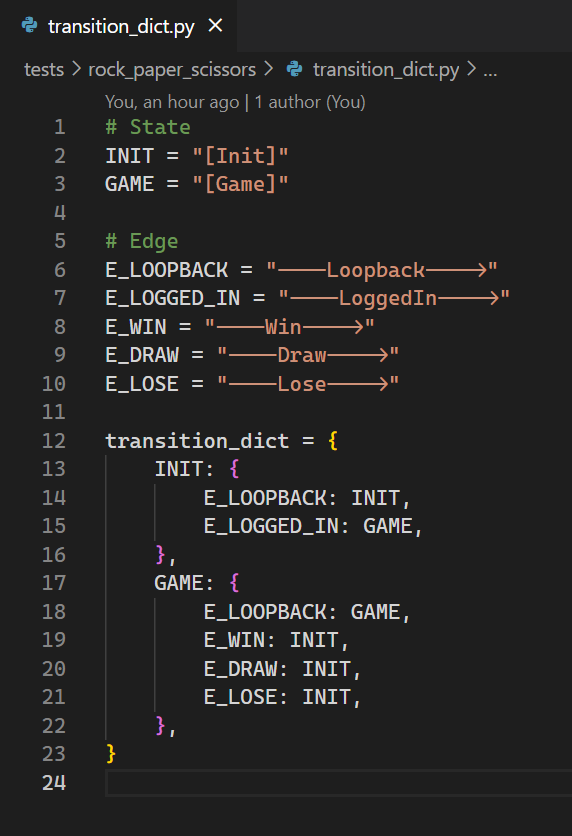 transition_dict.py ×
tests > rock_paper_scissors > transition_dict.py > ...
You, an hour ago | 1 author (You)
1 # State
2 INIT = "[Init]"
3 GAME = "[Game]"
4
5 # Edge
6 E_LOOPBACK = "----Loopback---->"
7 E_LOGGED_IN = "----LoggedIn---->"
8 E_WIN = "----Win---->"
9 E_DRAW = "----Draw---->"
10 E_LOSE = "----Lose---->"
11
12 transition_dict = {
13     INIT: {
14         E_LOOPBACK: INIT,
15         E_LOGGED_IN: GAME,
16     },
17     GAME: {
18         E_LOOPBACK: GAME,
19         E_WIN: INIT,
20         E_DRAW: INIT,
21         E_LOSE: INIT,
22     },
23 }
24